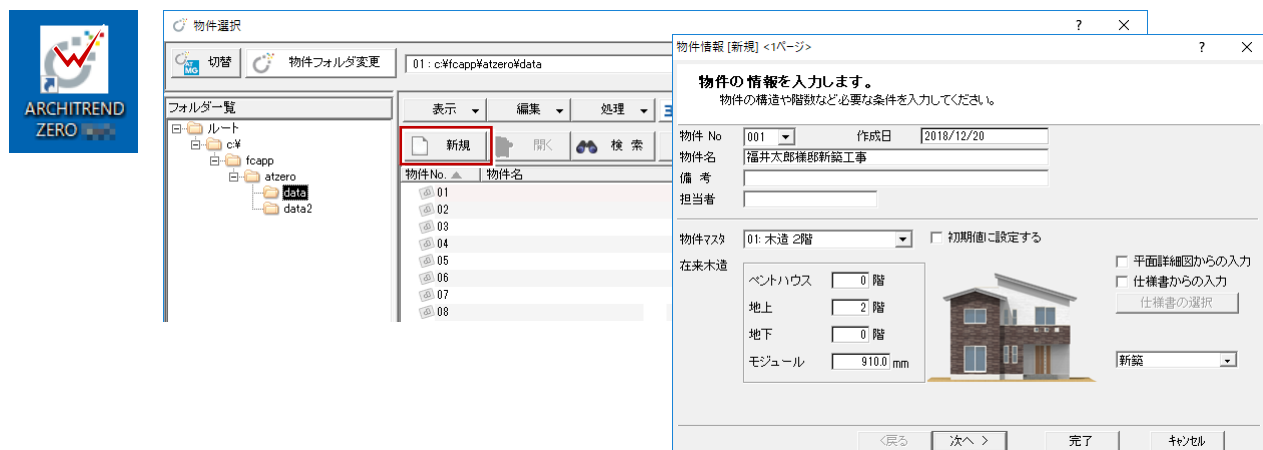 ARCHITREND
ZERO
物件選択
? ×
切替
物件フォルダ変更
01 : c:¥fcapp¥atzero¥data
フォルダ一覧
ルート
c:¥
fcapp
atzero
data
data2
表示
編集
処理
新規
開く
検 索
物件No.
物件名
01
02
03
04
05
06
07
08
物件情報 [新規] <1ページ>
? ×
物件の情報を入力します。
物件の構造や階数など必要な条件を入力してください。
物件 No 001 作成日 2018/12/20
物件名 福井太郎様邸新築工事
備 考
担当者
物件マスタ 01: 木造 2階 初期値に設定する
在来木造
ペントハウス 0 階
地上 2 階
地下 0 階
モジュール 910.0 mm
平面詳細図からの入力
仕様書からの入力
仕様書の選択
新築
<戻る 次へ > 完了 キャンセル